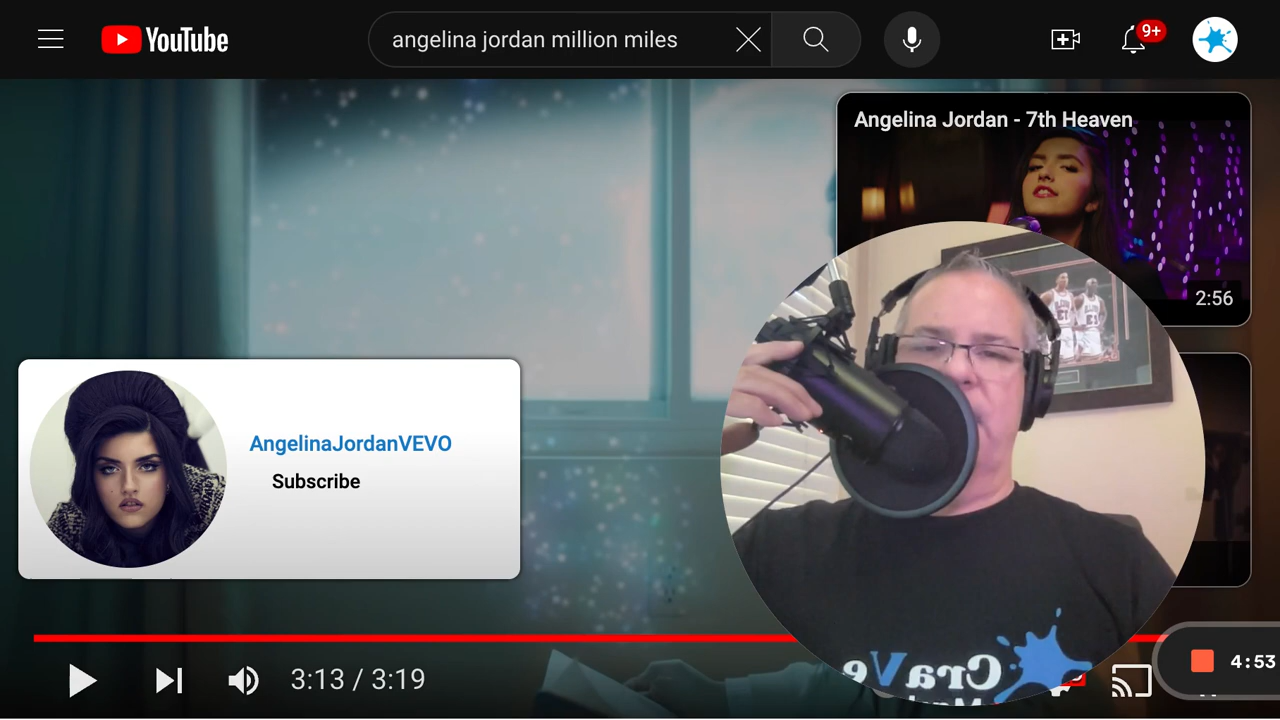 YouTube
angelina jordan million miles
9+
Angelina Jordan - 7th Heaven
2:56
AngelinaJordanVEVO
Subscribe
CraVe
3:13 / 3:19
4:53